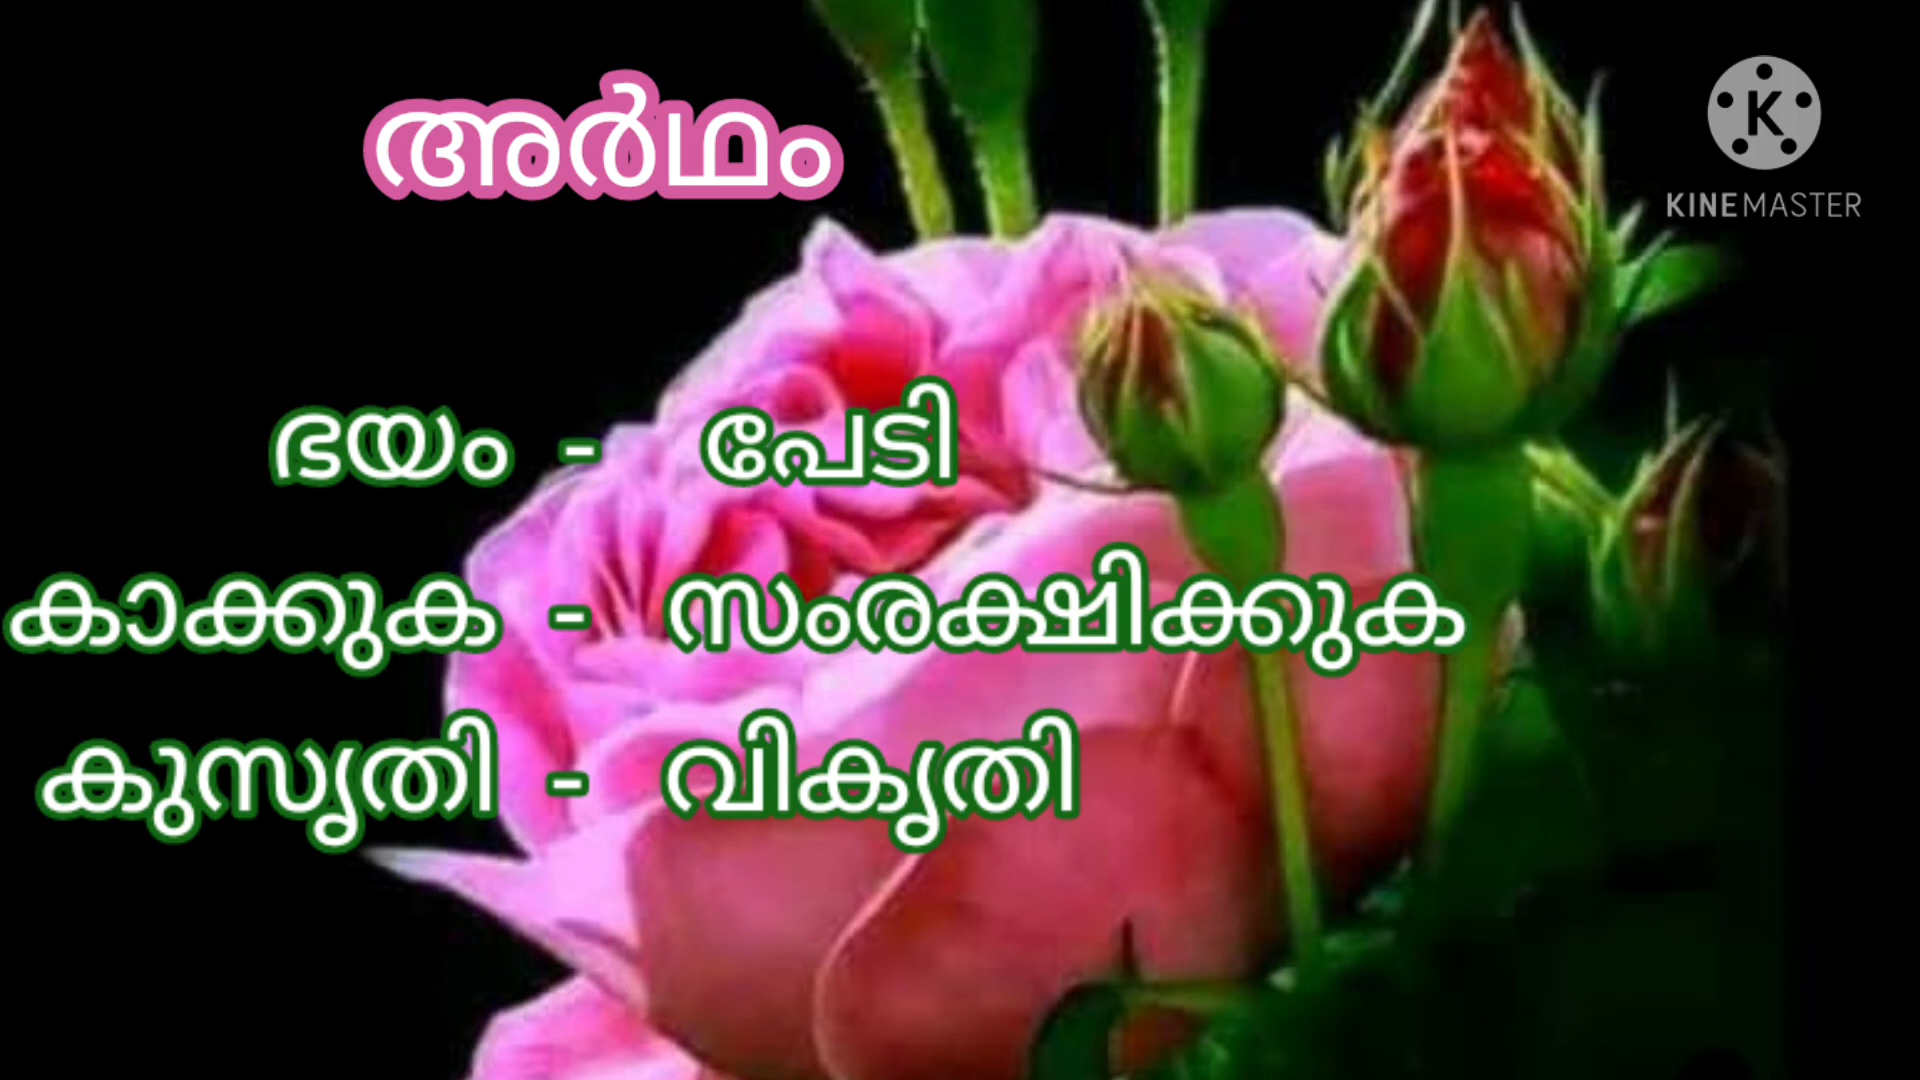 അർഥം
K
KINEMASTER
ഭയം - പേടി
കാക്കുക - സംരക്ഷിക്കുക
കുസൃതി - വികൃതി